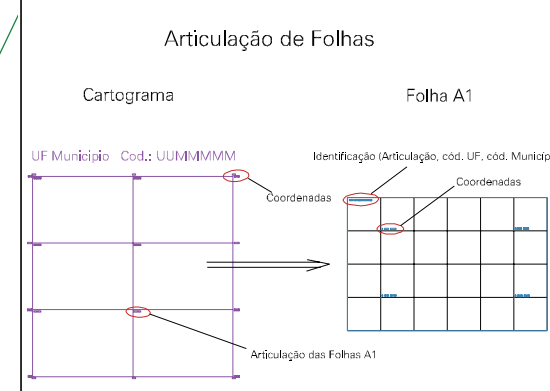 Articulação de Folhas
Cartograma
Folha A1
UF Municipio Cod.: UUMMMMM
Identificação (Articulação, cód. UF, cód. Municíp
Coordenadas
Coordenadas
Articulação das Folhas A1